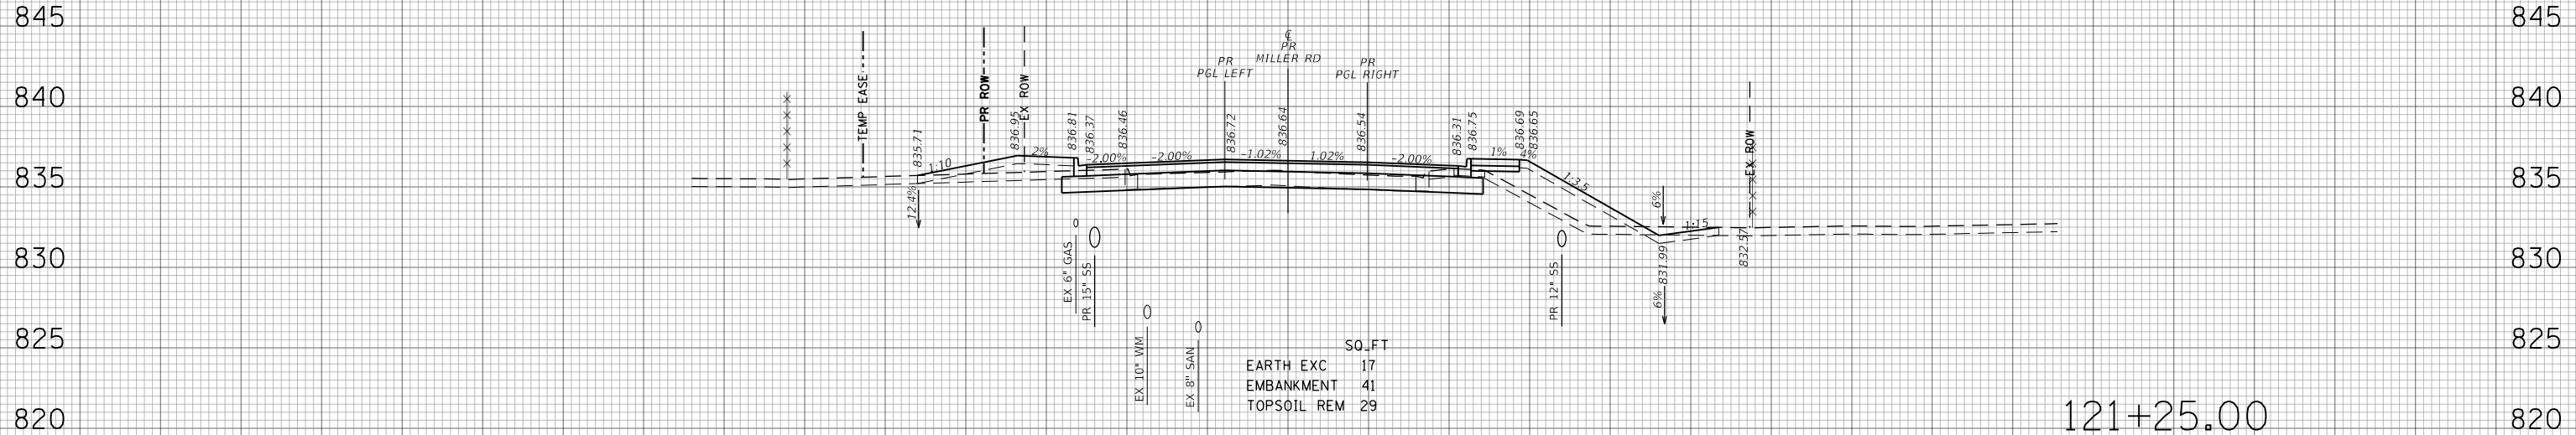 845
845
℄
PR
MILLER RD
PR
PGL LEFT
PR
PGL RIGHT
840
840
TEMP EASE
PR ROW
EX ROW
EX ROW
835.71
836.95
836.81
836.37
836.46
836.72
836.64
836.54
836.31
836.75
836.69
836.65
1:10
2%
-2.00%
-2.00%
-1.02%
1.02%
-2.00%
1%
4%
1:3.5
835
835
12.4%
6%
1:15
832.57
831.99
6%
830
830
EX 6" GAS
PR 15" SS
PR 12" SS
EX 10" WM
EX 8" SAN
825
825
SQ_FT
EARTH EXC 17
EMBANKMENT 41
TOPSOIL REM 29
820
121+25.00
820